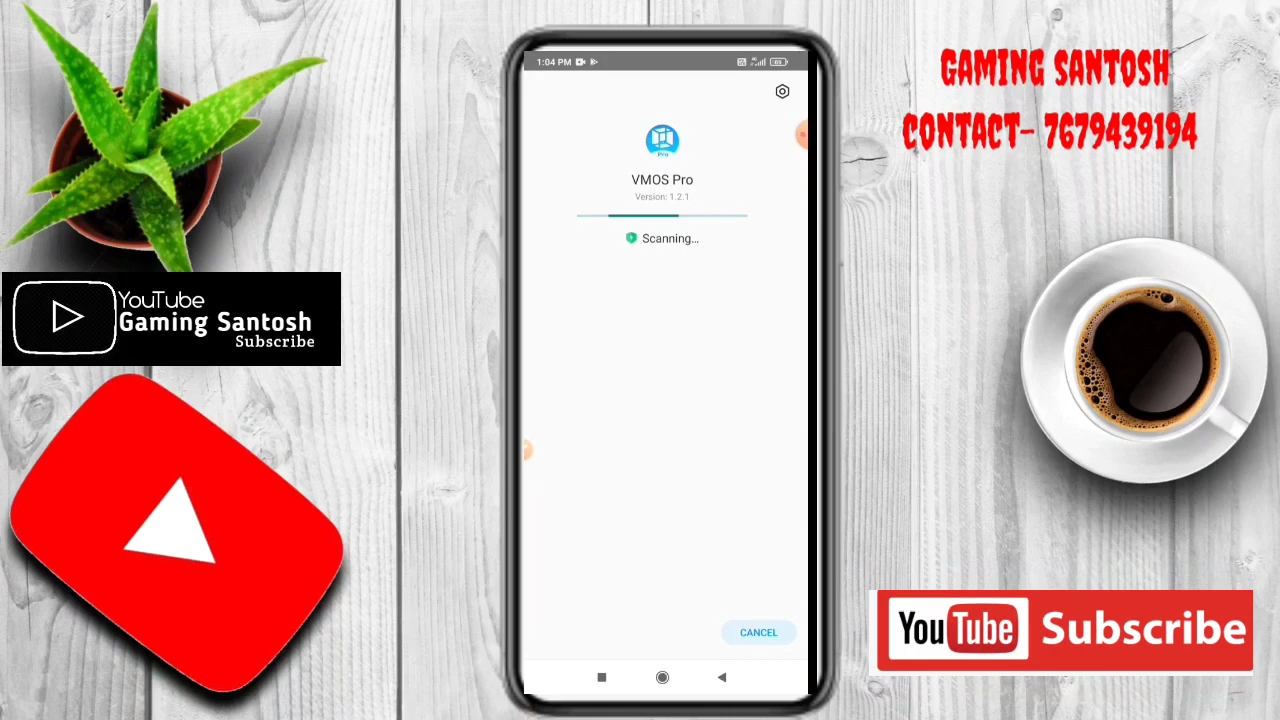 GAMING SANTOSH
CONTACT- 7679439194
1:04 PM
VMOS Pro
Version: 1.2.1
Scanning...
CANCEL
YouTube
Gaming Santosh
Subscribe
YouTube Subscribe
Pro